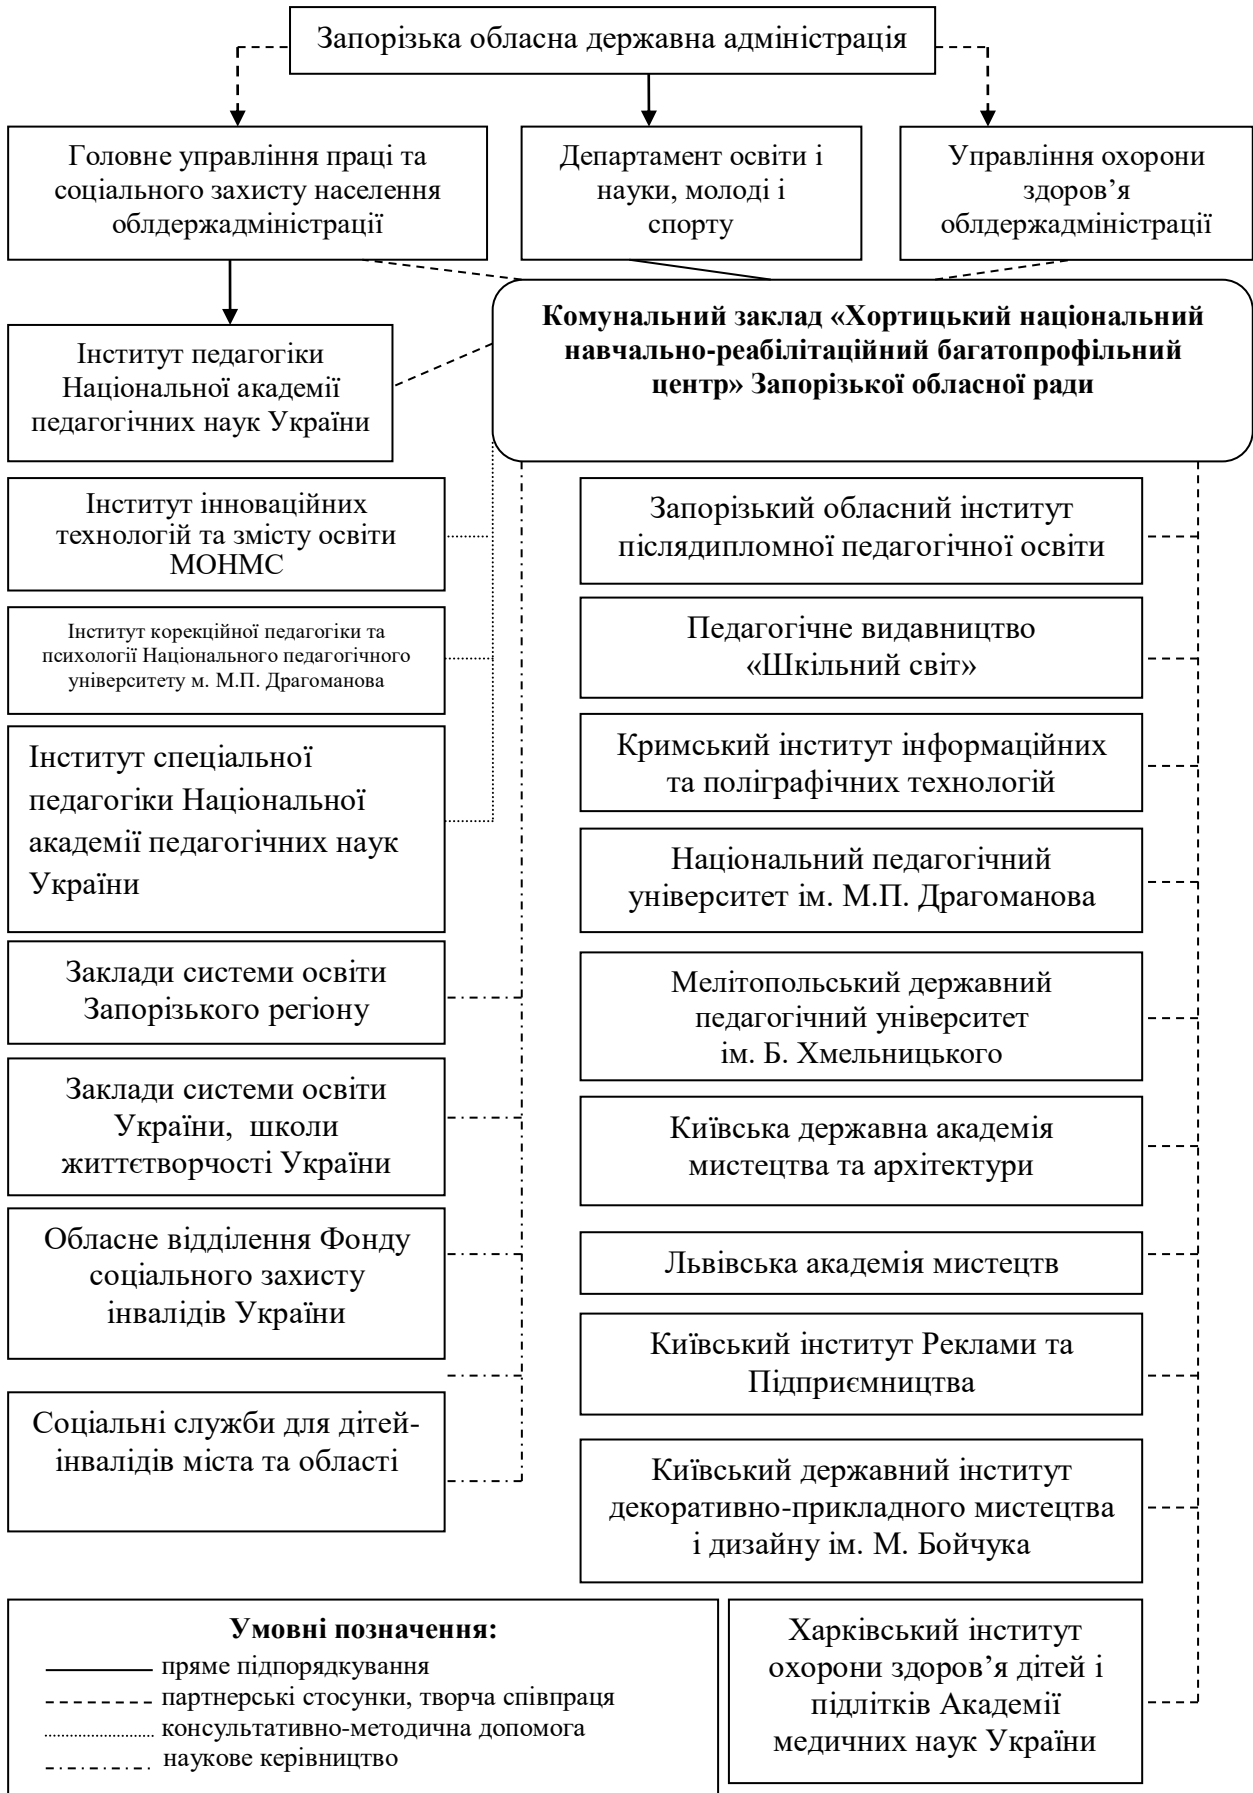 Запорізька обласна державна адміністрація
Головне управління праці та
соціального захисту населення
облдержадміністрації
Департамент освіти і
науки, молоді і
спорту
Управління охорони
здоров’я
облдержадміністрації
Комунальний заклад «Хортицький національний
навчально-реабілітаційний багатопрофільний
центр» Запорізької обласної ради
Інститут педагогіки
Національної академії
педагогічних наук України
Інститут інноваційних
технологій та змісту освіти
МОНМС
Інститут корекційної педагогіки та
психології Національного педагогічного
університету м. М.П. Драгоманова
Інститут спеціальної
педагогіки Національної
академії педагогічних наук
України
Заклади системи освіти
Запорізького регіону
Заклади системи освіти
України, школи
життєтворчості України
Обласне відділення Фонду
соціального захисту
інвалідів України
Соціальні служби для дітей-
інвалідів міста та області
Запорізький обласний інститут
післядипломної педагогічної освіти
Педагогічне видавництво
«Шкільний світ»
Кримський інститут інформаційних
та поліграфічних технологій
Національний педагогічний
університет ім. М.П. Драгоманова
Мелітопольський державний
педагогічний університет
ім. Б. Хмельницького
Київська державна академія
мистецтва та архітектури
Львівська академія мистецтв
Київський інститут Реклами та
Підприємництва
Київський державний інститут
декоративно-прикладного мистецтва
і дизайну ім. М. Бойчука
Харківський інститут
охорони здоров’я дітей і
підлітків Академії
медичних наук України
Умовні позначення:
пряме підпорядкування
партнерські стосунки, творча співпраця
консультативно-методична допомога
наукове керівництво